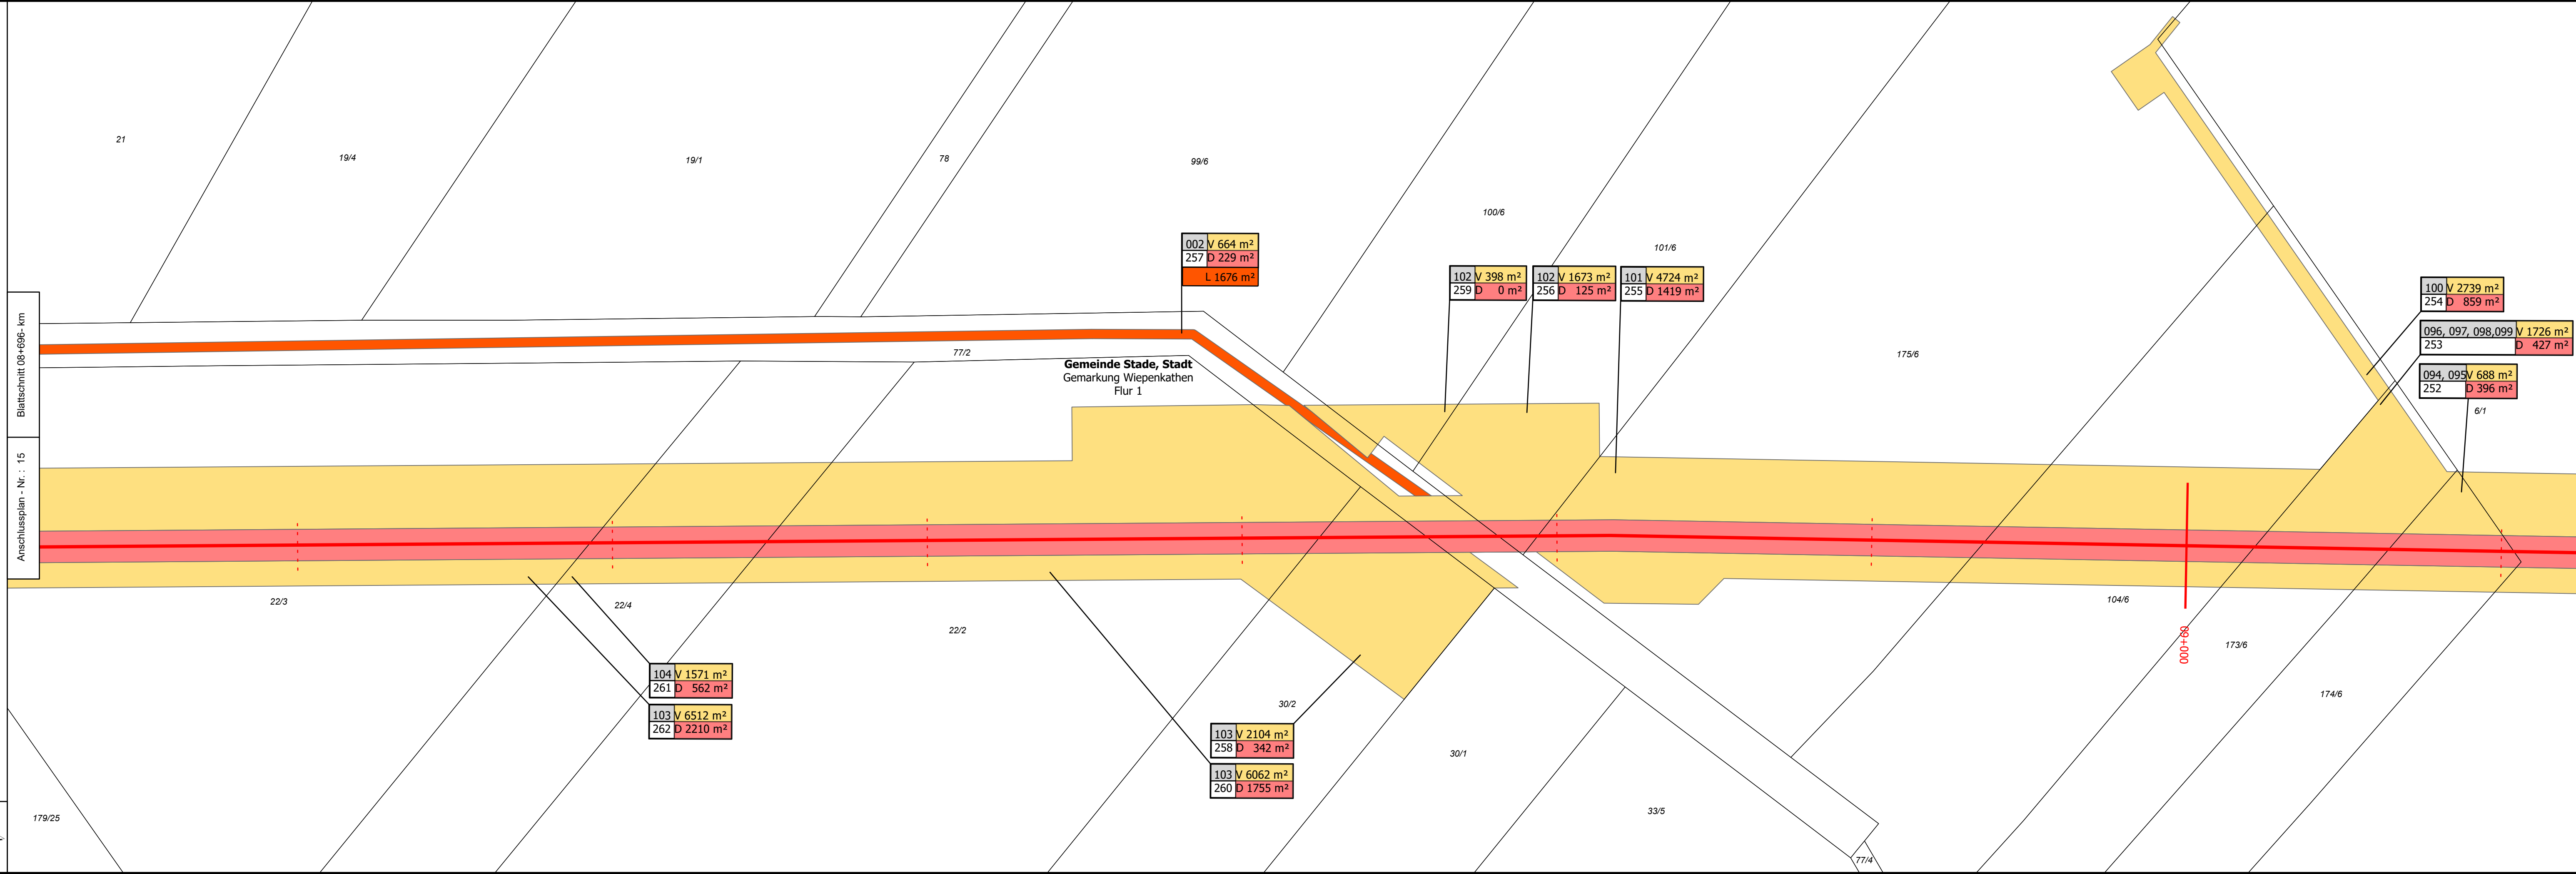 21
19/4
19/1
78
99/6
100/6
101/6
175/6
002 V 664 m²
257 D 229 m²
L 1676 m²
102 V 398 m²
259 D 0 m²
102 V 1673 m²
256 D 125 m²
101 V 4724 m²
255 D 1419 m²
100 V 2739 m²
254 D 859 m²
096, 097, 098,099 V 1726 m²
253 D 427 m²
094, 095 V 688 m²
252 D 396 m²
6/1
Blattschnitt 08+696- km
Anschlussplan - Nr. : 15
77/2
Gemeinde Stade, Stadt
Gemarkung Wiepenkathen
Flur 1
22/3
22/4
22/2
104/6
09+000
173/6
174/6
104 V 1571 m²
261 D 562 m²
103 V 6512 m²
262 D 2210 m²
30/2
103 V 2104 m²
258 D 342 m²
103 V 6062 m²
260 D 1755 m²
30/1
33/5
179/25
77/4